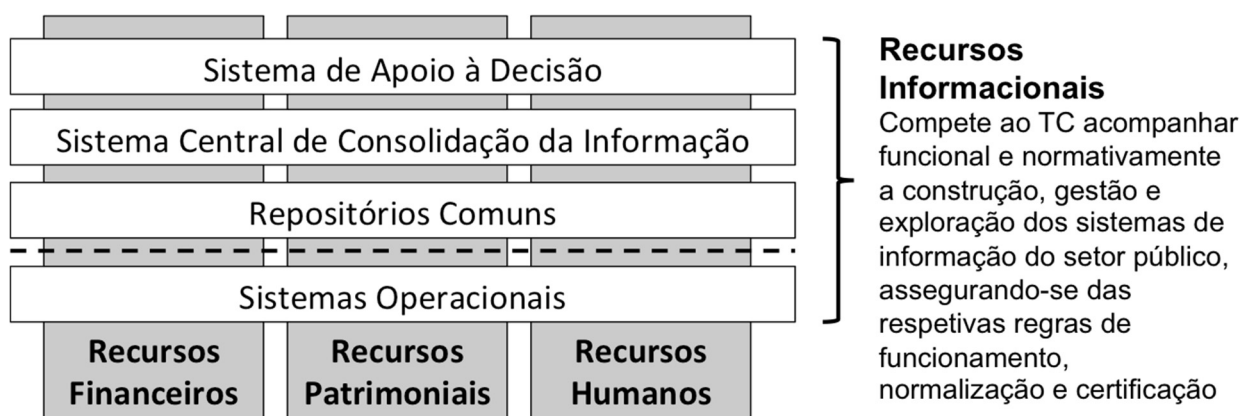 Sistema de Apoio à Decisão
Sistema Central de Consolidação da Informação
Repositórios Comuns
Sistemas Operacionais
Recursos
Financeiros
Recursos
Patrimoniais
Recursos
Humanos
Recursos
Informacionais
Compete ao TC acompanhar
funcional e normativamente
a construção, gestão e
exploração dos sistemas de
informação do setor público,
assegurando-se das
respetivas regras de
funcionamento,
normalização e certificação